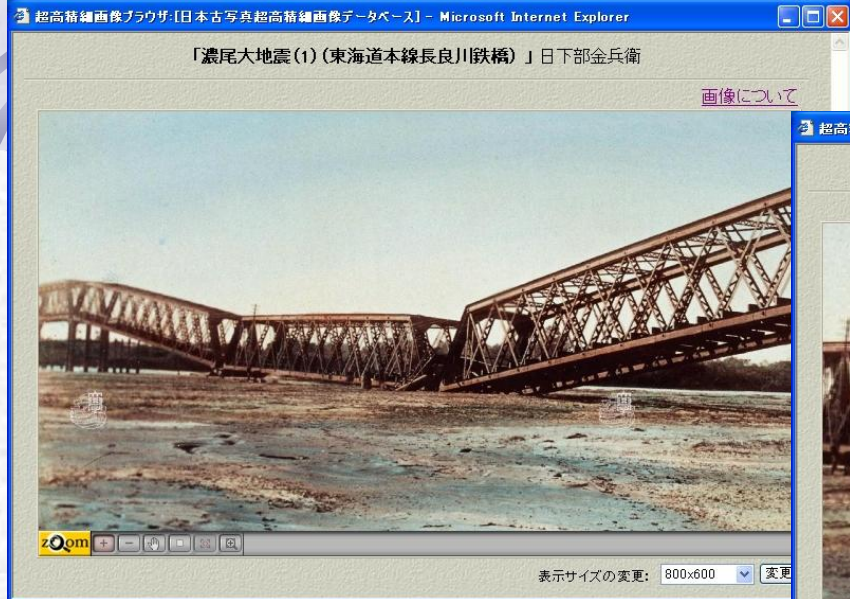 超高精細画像ブラウザ:[日本古写真超高精細画像データベース] - Microsoft Internet Explorer
「濃尾大地震(1)(東海道本線長良川鉄橋)」日下部金兵衛
画像について
超高
zoom
表示サイズの変更: 800x600 変更